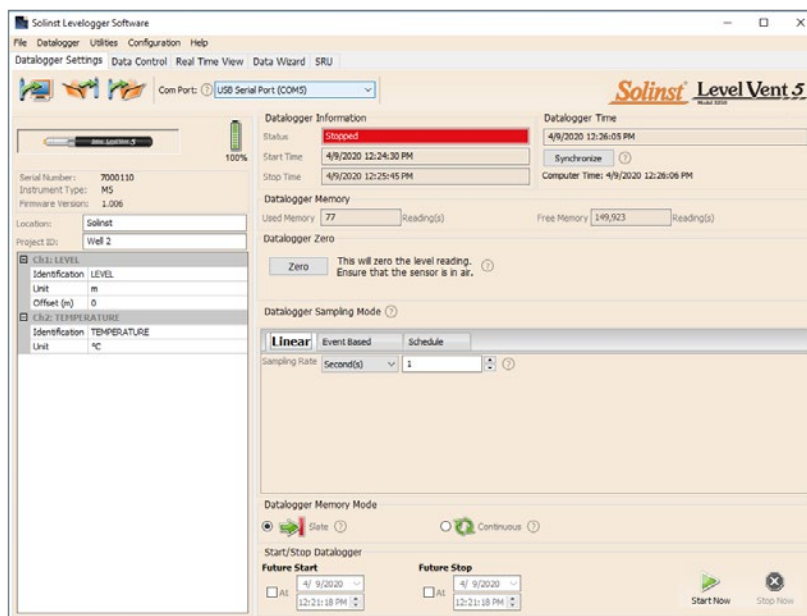 Solinst Levelogger Software
File Datalogger Utilities Configuration Help
Datalogger Settings Data Control Real Time View Data Wizard SRU
Com Port: ? USB Serial Port (COM5)
Solinst Level Vent 5
100%
Serial Number: 7000110
Instrument Type: M5
Firmware Version: 1.006
Location: Solinst
Project ID: Well 2
Ch1: LEVEL
Identification LEVEL
Unit m
Offset (m) 0
Ch2: TEMPERATURE
Identification TEMPERATURE
Unit °C
Datalogger Information
Status Stopped
Start Time 4/9/2020 12:24:30 PM
Stop Time 4/9/2020 12:25:45 PM
Datalogger Time
4/9/2020 12:26:05 PM
Synchronize ?
Computer Time: 4/9/2020 12:26:06 PM
Datalogger Memory
Used Memory 77 Reading(s) Free Memory 149,923 Reading(s)
Datalogger Zero
Zero
This will zero the level reading.
Ensure that the sensor is in air. ?
Datalogger Sampling Mode ?
Linear Event Based Schedule
Sampling Rate Second(s) 1 ?
Datalogger Memory Mode
Slate ? Continuous ?
Start/Stop Datalogger
Future Start
At 4/ 9/2020
12:21:18 PM
Future Stop
At 4/ 9/2020
12:21:18 PM
Start Now Stop Now